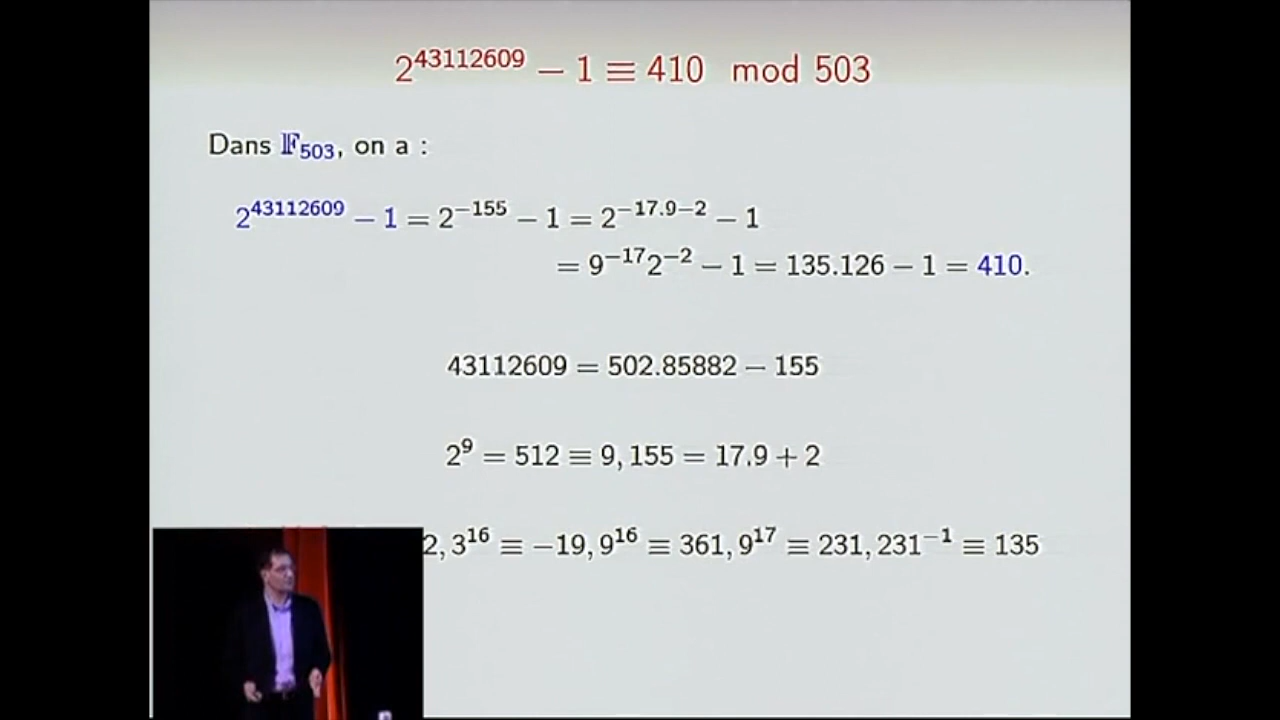 2^43112609 − 1 ≡ 410 mod 503
Dans 𝔽_503, on a :
2^43112609 − 1 = 2^−155 − 1 = 2^−17.9−2 − 1
= 9^−17 2^−2 − 1 = 135.126 − 1 = 410.
43112609 = 502.85882 − 155
2^9 = 512 ≡ 9, 155 = 17.9 + 2
2, 3^16 ≡ −19, 9^16 ≡ 361, 9^17 ≡ 231, 231^−1 ≡ 135